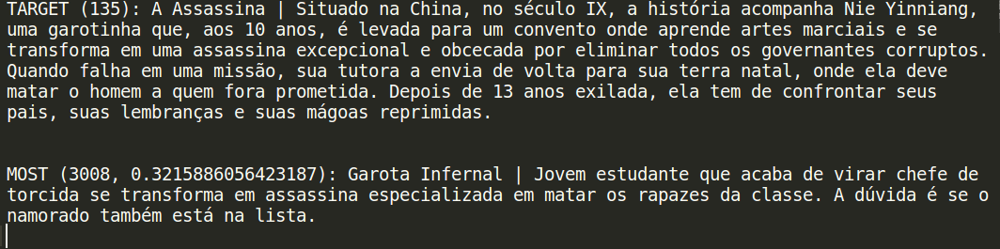 TARGET (135): A Assassina | Situado na China, no século IX, a história acompanha Nie Yinniang,
uma garotinha que, aos 10 anos, é levada para um convento onde aprende artes marciais e se
transforma em uma assassina excepcional e obcecada por eliminar todos os governantes corruptos.
Quando falha em uma missão, sua tutora a envia de volta para sua terra natal, onde ela deve
matar o homem a quem fora prometida. Depois de 13 anos exilada, ela tem de confrontar seus
pais, suas lembranças e suas mágoas reprimidas.
MOST (3008, 0.3215886056423187): Garota Infernal | Jovem estudante que acaba de virar chefe de
torcida se transforma em assassina especializada em matar os rapazes da classe. A dúvida é se o
namorado também está na lista.